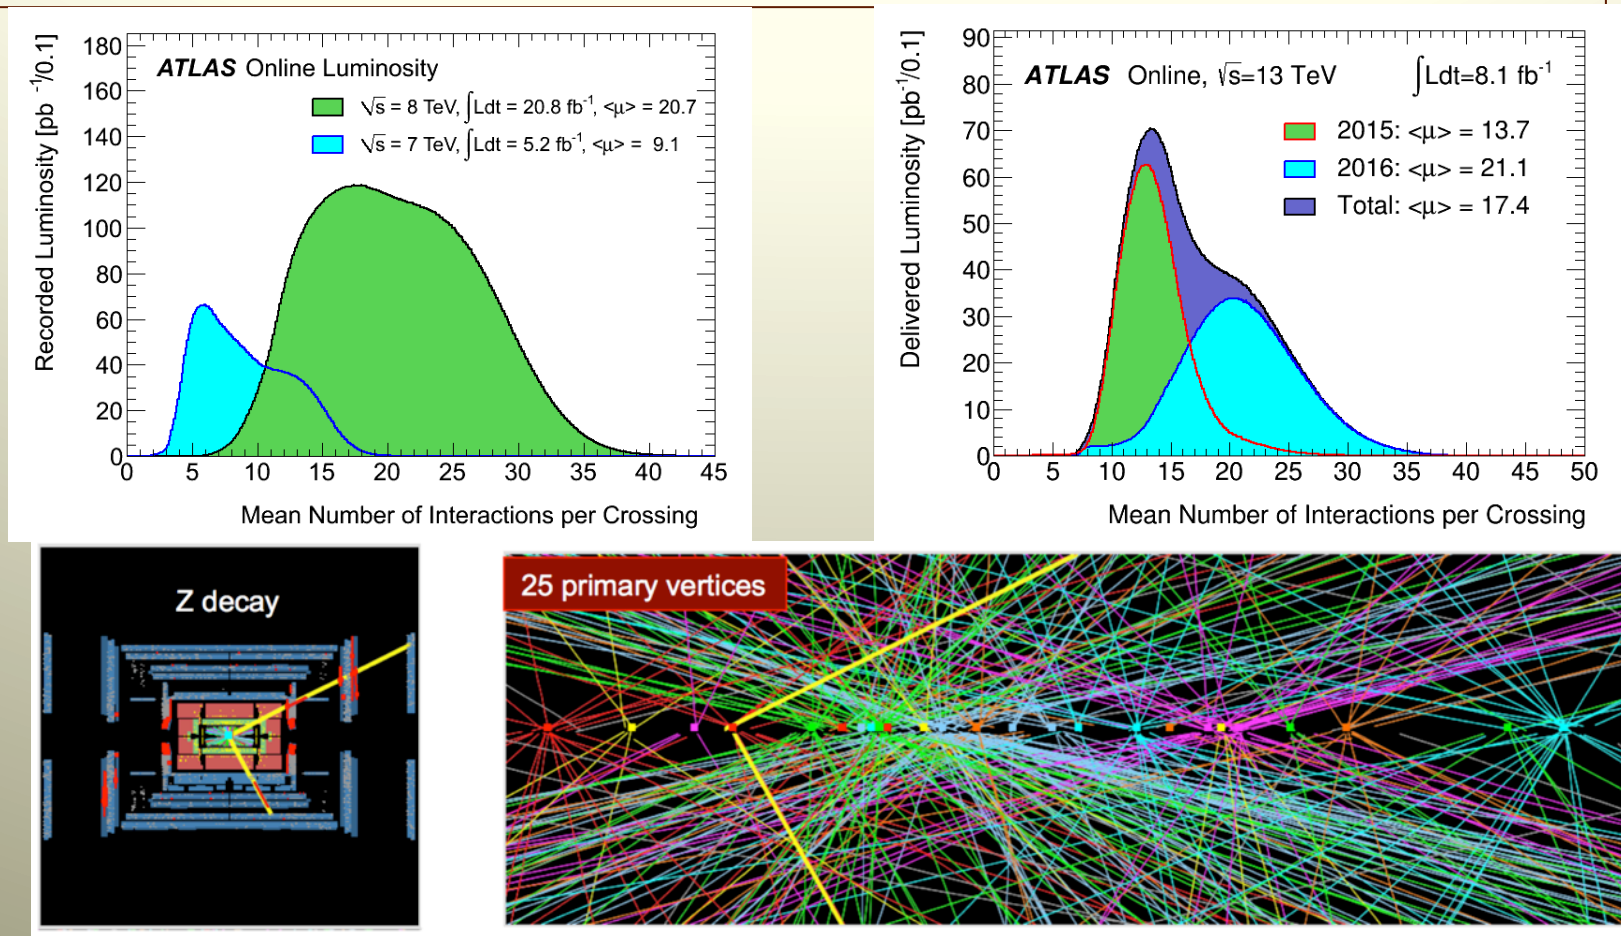 ATLAS Online Luminosity
√s = 8 TeV, ∫Ldt = 20.8 fb⁻¹, <μ> = 20.7
√s = 7 TeV, ∫Ldt = 5.2 fb⁻¹, <μ> = 9.1
Recorded Luminosity [pb⁻¹/0.1]
180
160
140
120
100
80
60
40
20
0
0 5 10 15 20 25 30 35 40 45
Mean Number of Interactions per Crossing
ATLAS Online, √s=13 TeV ∫Ldt=8.1 fb⁻¹
2015: <μ> = 13.7
2016: <μ> = 21.1
Total: <μ> = 17.4
Delivered Luminosity [pb⁻¹/0.1]
90
80
70
60
50
40
30
20
10
0
0 5 10 15 20 25 30 35 40 45 50
Mean Number of Interactions per Crossing
Z decay
25 primary vertices